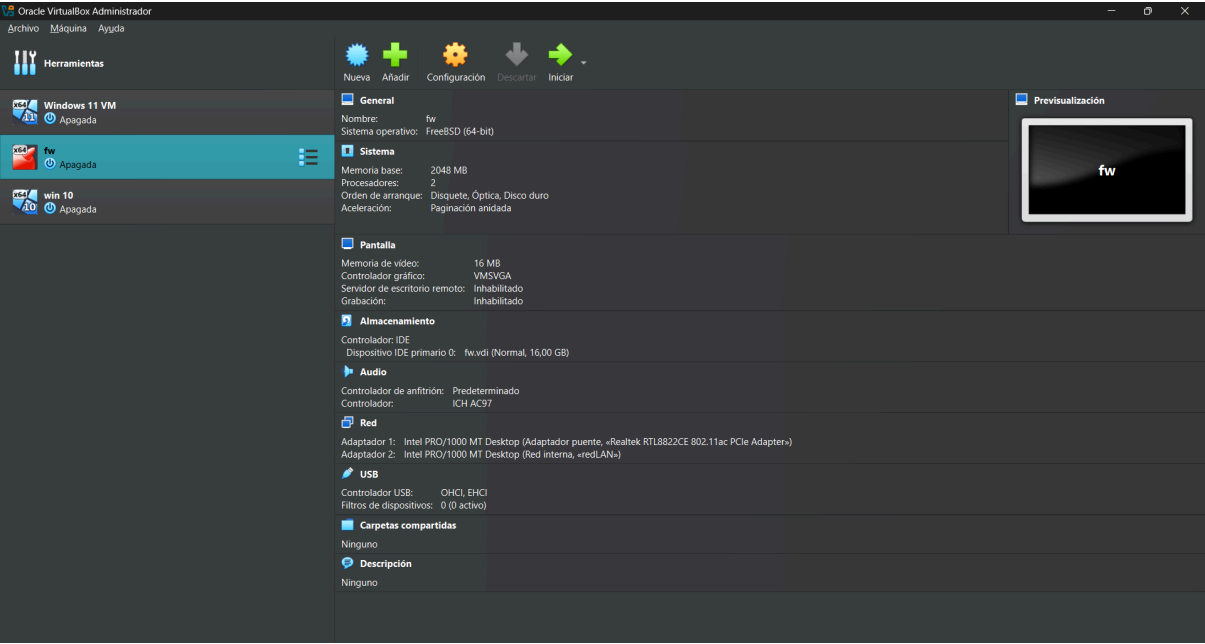 Oracle VirtualBox Administrador
Archivo Máquina Ayuda
Herramientas
Nueva Añadir Configuración Descartar Iniciar
x64 Windows 11 VM
11 Apagada
x64 fw
Apagada
x64 win 10
10 Apagada
General
Nombre: fw
Sistema operativo: FreeBSD (64-bit)
Sistema
Memoria base: 2048 MB
Procesadores: 2
Orden de arranque: Disquete, Óptica, Disco duro
Aceleración: Paginación anidada
Previsualización
fw
Pantalla
Memoria de vídeo: 16 MB
Controlador gráfico: VMSVGA
Servidor de escritorio remoto: Inhabilitado
Grabación: Inhabilitado
Almacenamiento
Controlador: IDE
Dispositivo IDE primario 0: fw.vdi (Normal, 16,00 GB)
Audio
Controlador de anfitrión: Predeterminado
Controlador: ICH AC97
Red
Adaptador 1: Intel PRO/1000 MT Desktop (Adaptador puente, «Realtek RTL8822CE 802.11ac PCIe Adapter»)
Adaptador 2: Intel PRO/1000 MT Desktop (Red interna, «redLAN»)
USB
Controlador USB: OHCI, EHCI
Filtros de dispositivos: 0 (0 activo)
Carpetas compartidas
Ninguno
Descripción
Ninguno